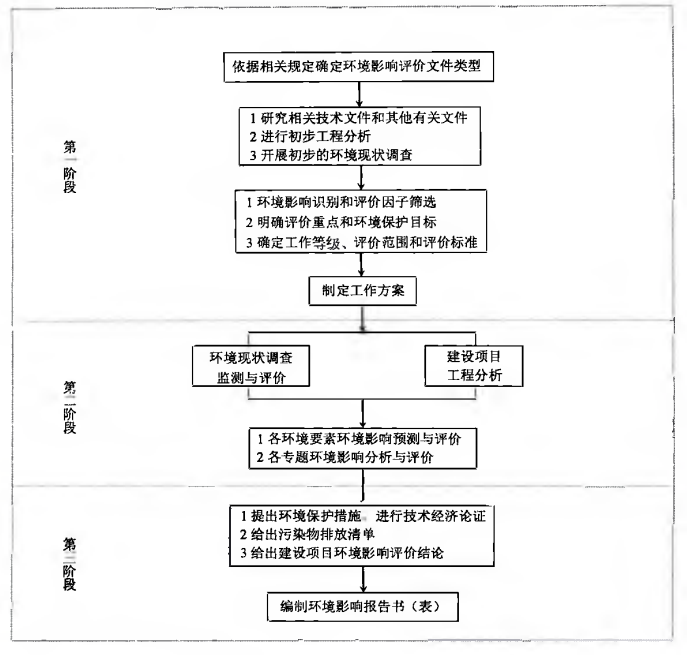 依据相关规定确定环境影响评价文件类型
第一阶段
1 研究相关技术文件和其他有关文件
2 进行初步工程分析
3 开展初步的环境现状调查
1 环境影响识别和评价因子筛选
2 明确评价重点和环境保护目标
3 确定工作等级、评价范围和评价标准
制定工作方案
第二阶段
环境现状调查
监测与评价
建设项目
工程分析
1 各环境要素环境影响预测与评价
2 各专题环境影响分析与评价
第三阶段
1 提出环境保护措施,进行技术经济论证
2 给出污染物排放清单
3 给出建设项目环境影响评价结论
编制环境影响报告书(表)